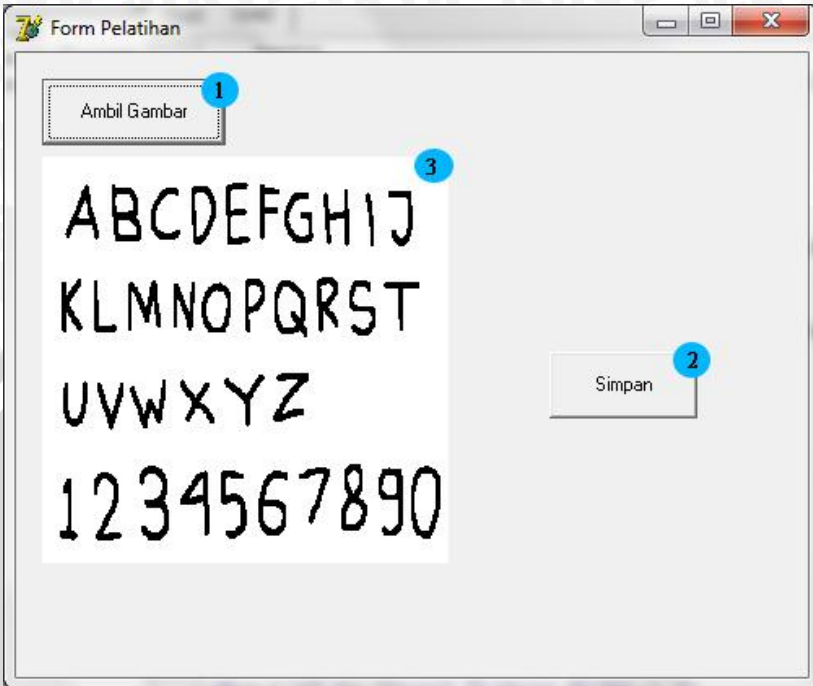 Form Pelatihan
Ambil Gambar
1
3
ABCDEFGHIJ
KLMNOPQRST
UVWXYZ
1234567890
Simpan
2